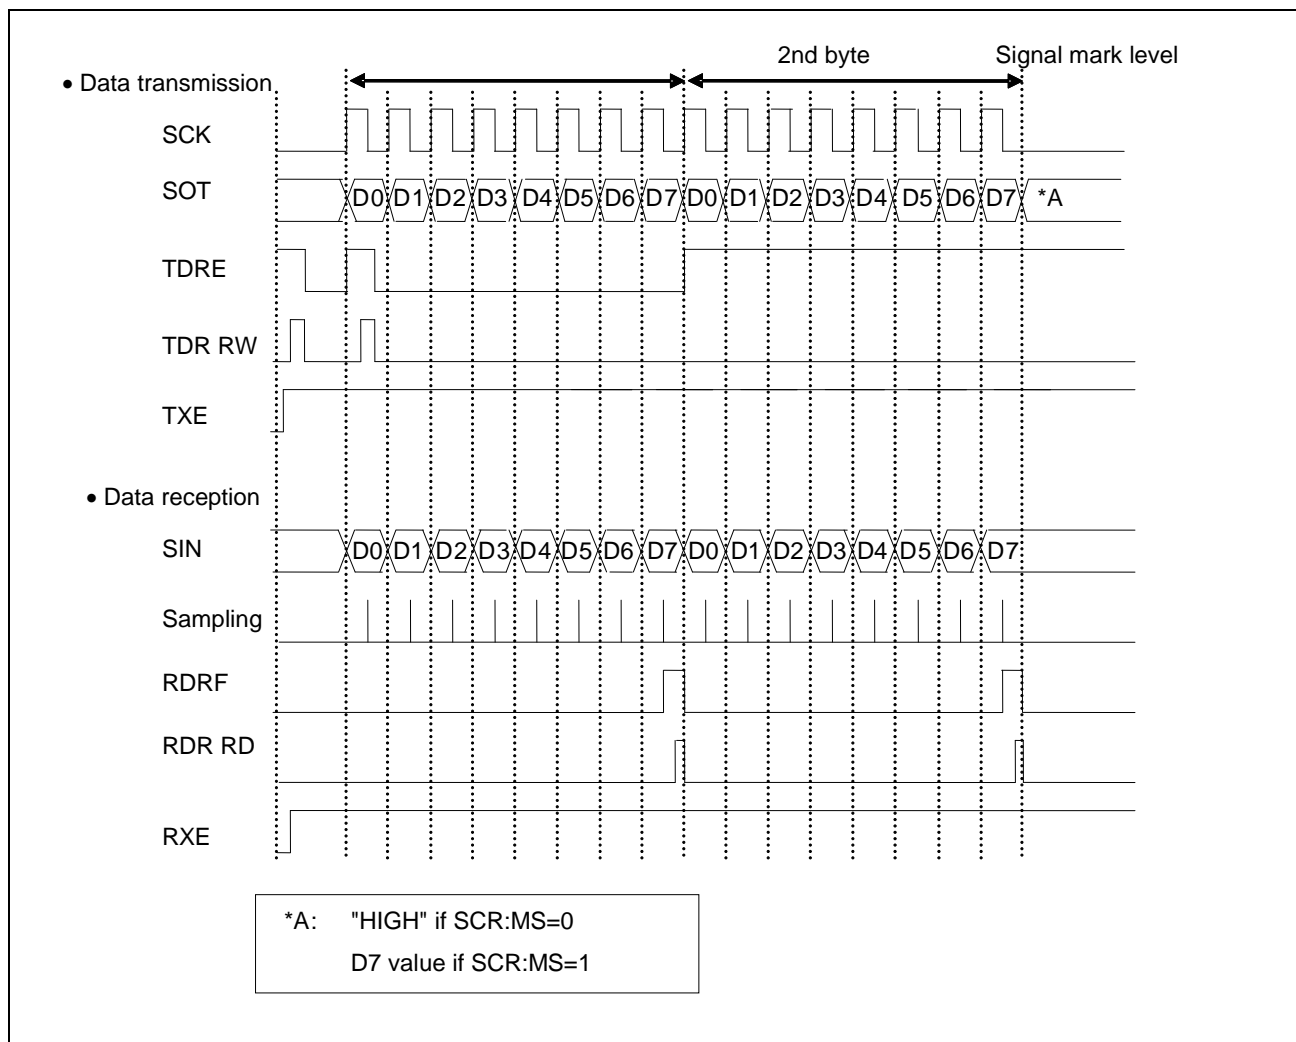 2nd byte Signal mark level
• Data transmission
SCK
SOT D0 D1 D2 D3 D4 D5 D6 D7 D0 D1 D2 D3 D4 D5 D6 D7 *A
TDRE
TDR RW
TXE
• Data reception
SIN D0 D1 D2 D3 D4 D5 D6 D7 D0 D1 D2 D3 D4 D5 D6 D7
Sampling
RDRF
RDR RD
RXE
*A: "HIGH" if SCR:MS=0
D7 value if SCR:MS=1